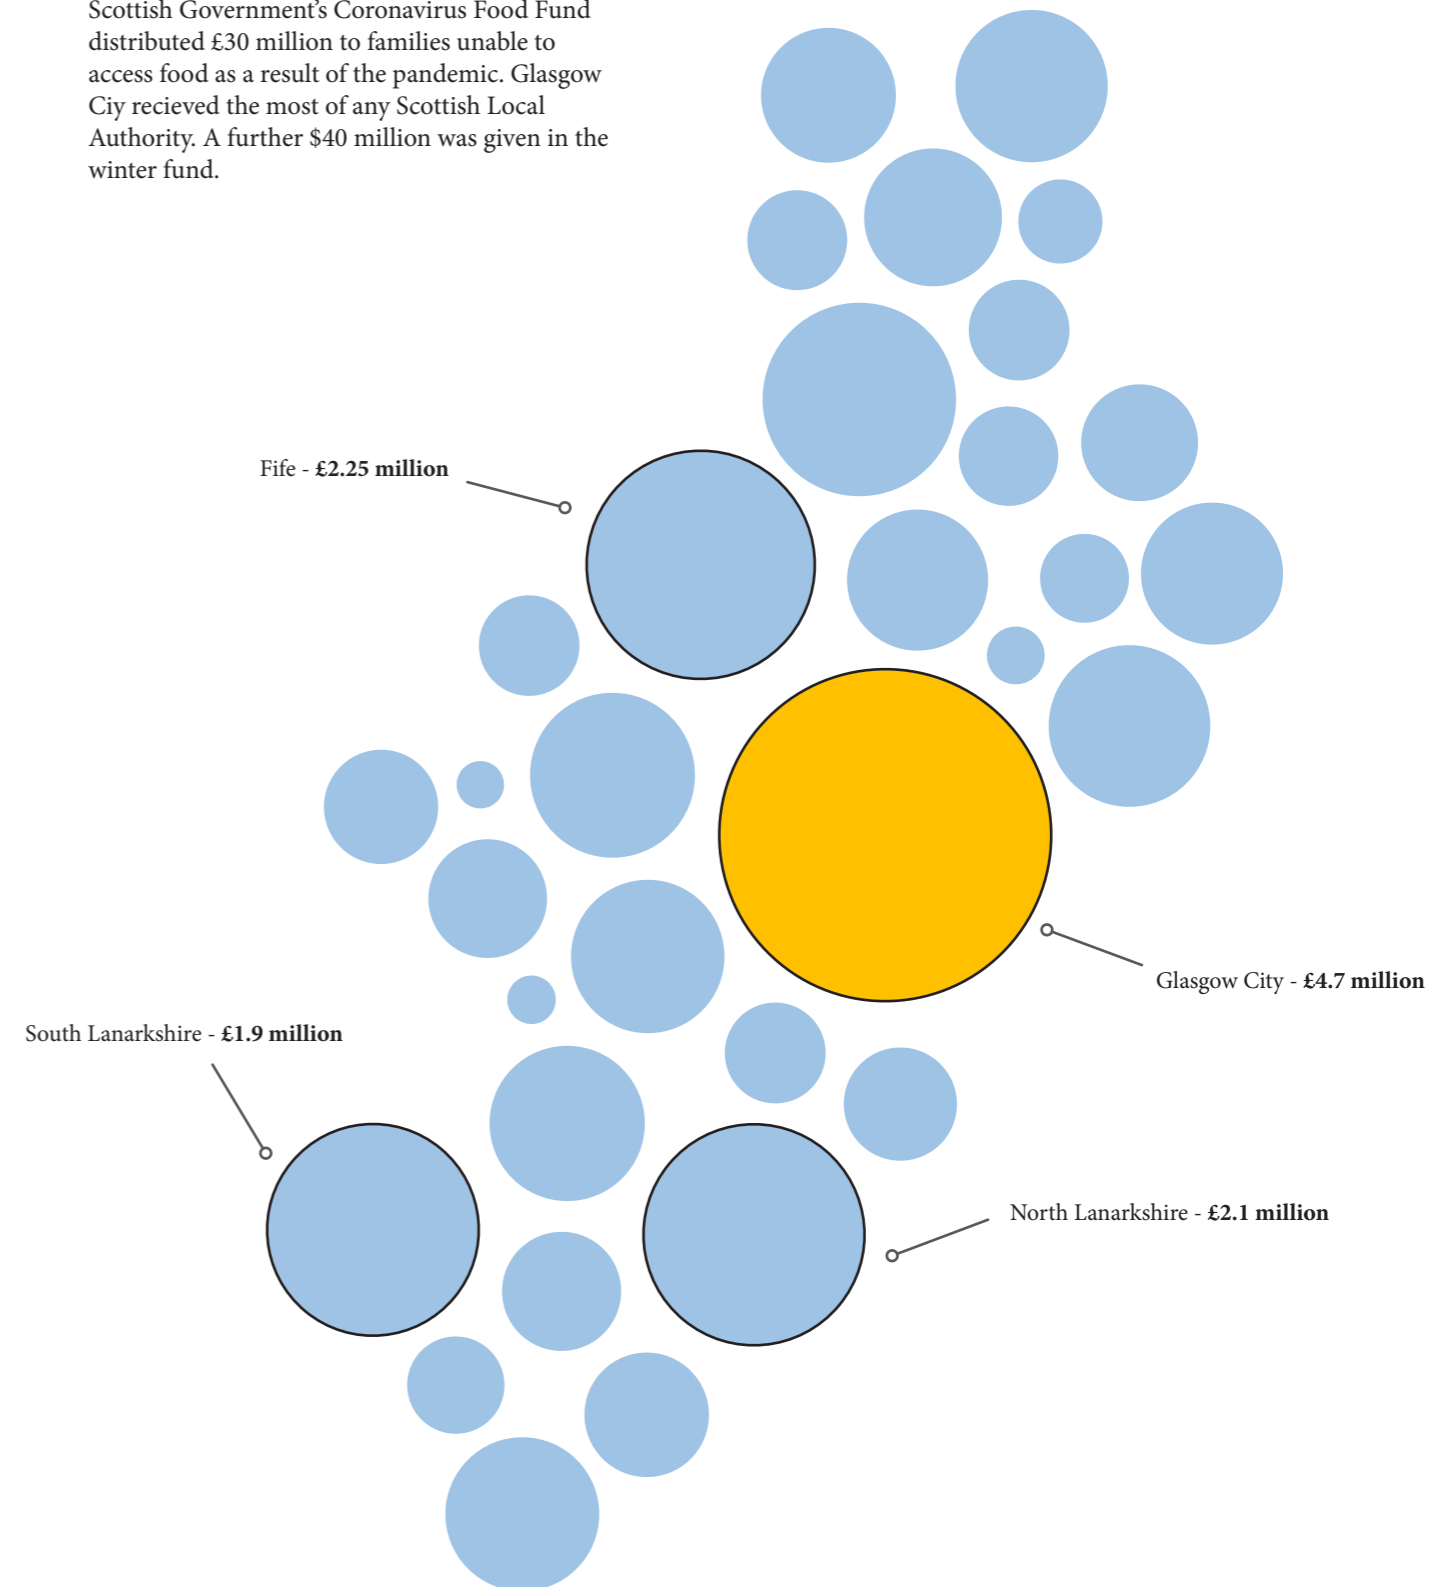 Scottish Government's Coronavirus Food Fund
distributed £30 million to families unable to
access food as a result of the pandemic. Glasgow
Ciy recieved the most of any Scottish Local
Authority. A further $40 million was given in the
winter fund.
Fife - £2.25 million
Glasgow City - £4.7 million
South Lanarkshire - £1.9 million
North Lanarkshire - £2.1 million